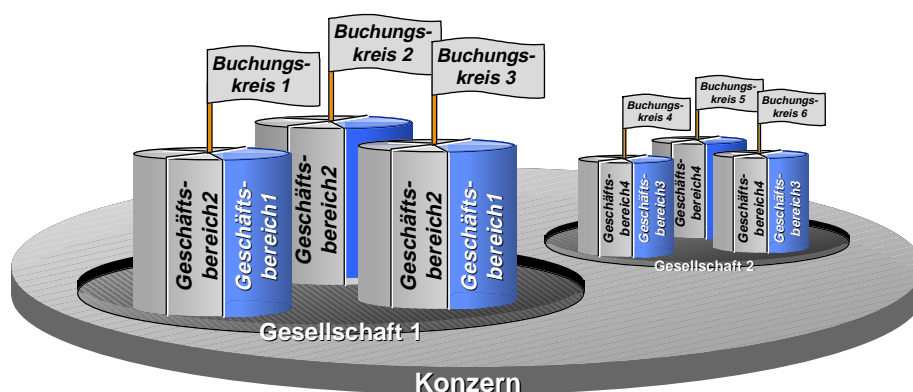 Buchungs-
kreis 1
Buchungs-
kreis 2
Buchungs-
kreis 3
Geschäfts-
bereich2
Geschäfts-
bereich1
Geschäfts-
bereich2
Geschäfts-
bereich2
Geschäfts-
bereich1
Gesellschaft 1
Buchungs-
kreis 4
Buchungs-
kreis 5
Buchungs-
kreis 6
Geschäfts-
bereich4
Geschäfts-
bereich3
Geschäfts-
bereich4
Geschäfts-
bereich4
Geschäfts-
bereich3
Gesellschaft 2
Konzern